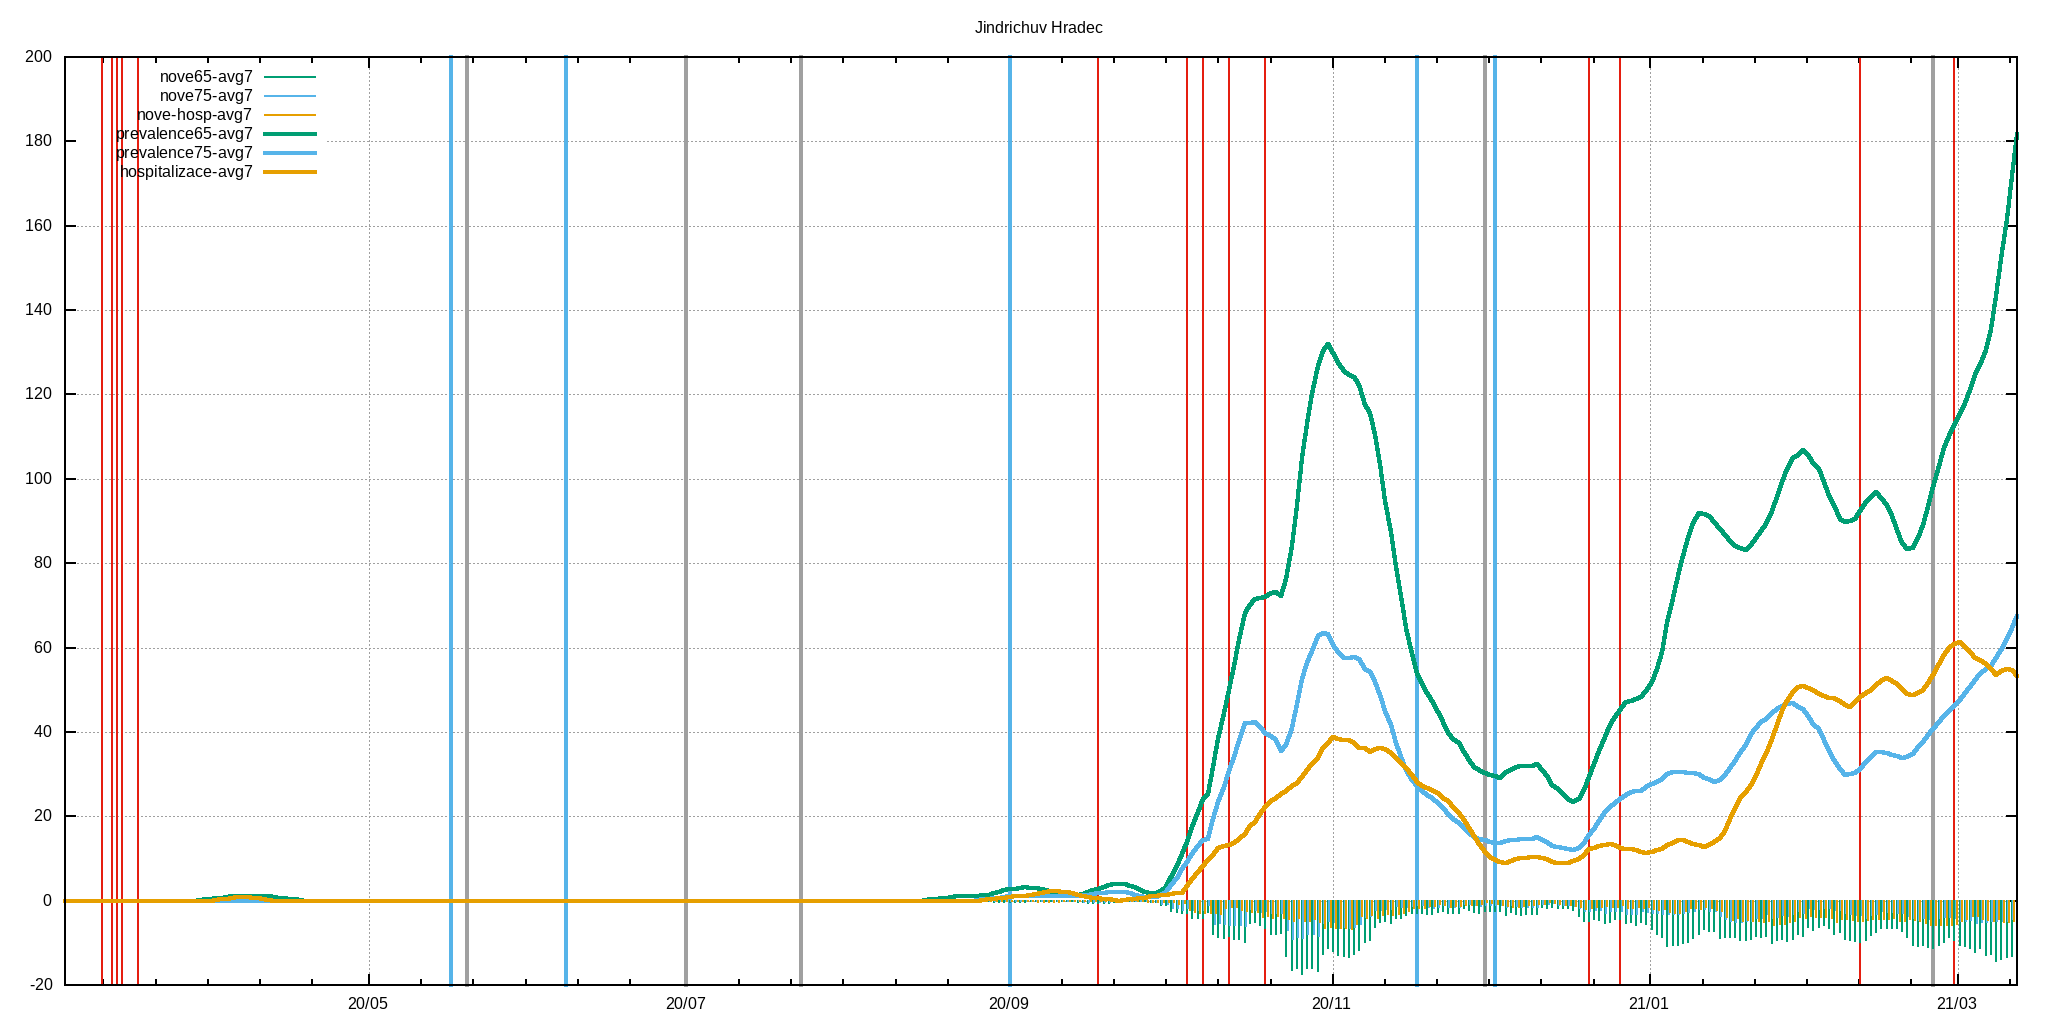 Jindrichuv Hradec
200
180
160
140
120
100
80
60
40
20
0
-20
nove65-avg7
nove75-avg7
nove-hosp-avg7
prevalence65-avg7
prevalence75-avg7
hospitalizace-avg7
20/05
20/07
20/09
20/11
21/01
21/03